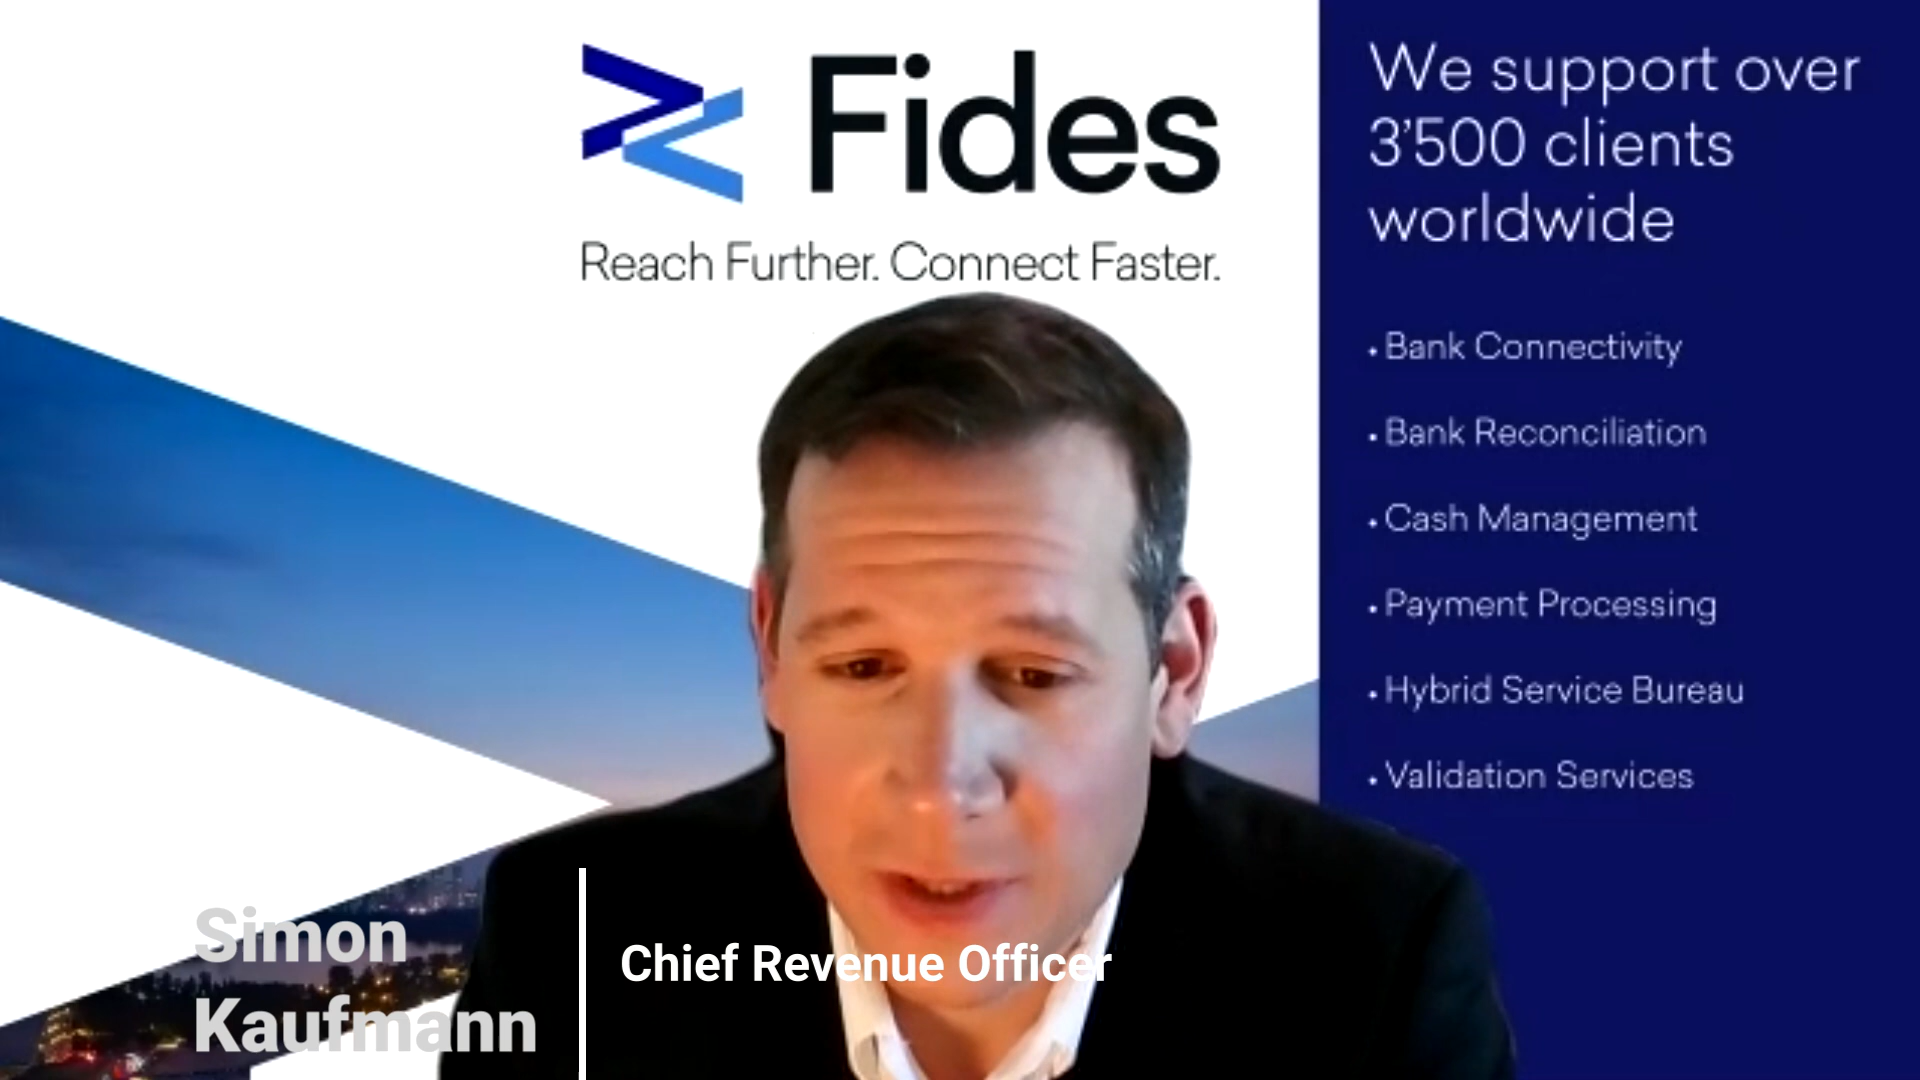 Fides
Reach Further. Connect Faster.
We support over
3’500 clients
worldwide
• Bank Connectivity
• Bank Reconciliation
• Cash Management
• Payment Processing
• Hybrid Service Bureau
• Validation Services
Simon
Kaufmann
Chief Revenue Officer